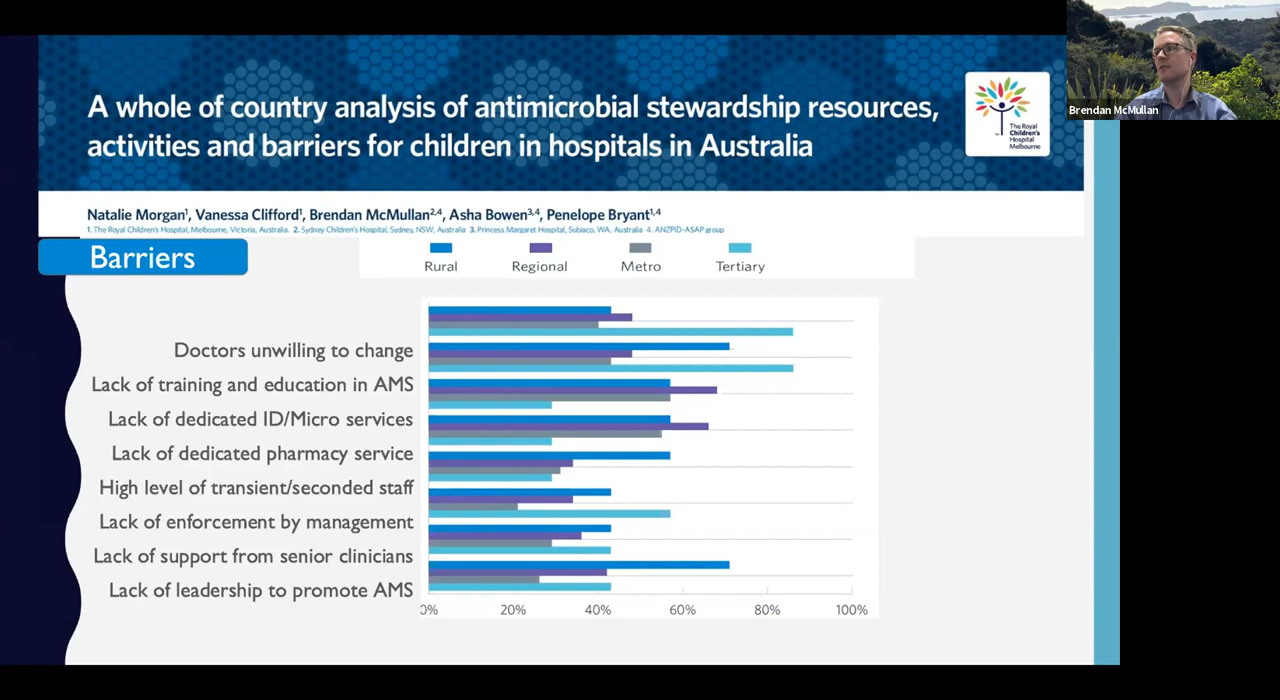 A whole of country analysis of antimicrobial stewardship resources,
activities and barriers for children in hospitals in Australia
The Royal
Children's
Hospital
Melbourne
Brendan McMullan
Natalie Morgan¹, Vanessa Clifford¹, Brendan McMullan²,⁴, Asha Bowen³,⁴, Penelope Bryant¹,⁴
1. The Royal Children's Hospital, Melbourne, Victoria, Australia. 2. Sydney Children's Hospital, Sydney, NSW, Australia 3. Princess Margaret Hospital, Subiaco, WA, Australia 4. ANZPID-ASAP group
Barriers
Rural Regional Metro Tertiary
Doctors unwilling to change
Lack of training and education in AMS
Lack of dedicated ID/Micro services
Lack of dedicated pharmacy service
High level of transient/seconded staff
Lack of enforcement by management
Lack of support from senior clinicians
Lack of leadership to promote AMS
0% 20% 40% 60% 80% 100%